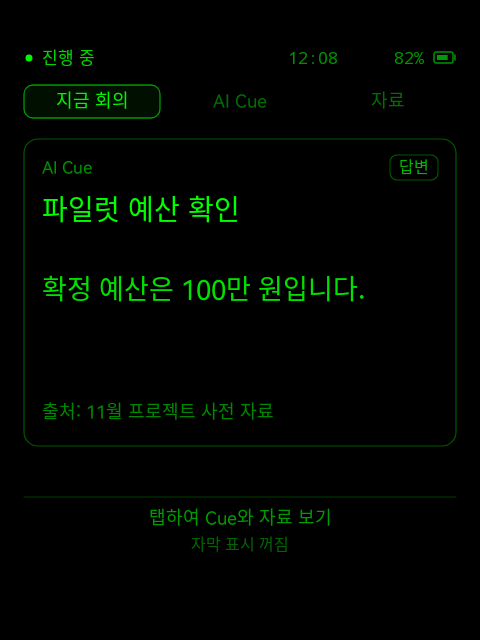 진행 중 12:08 82%
지금 회의 AI Cue 자료
AI Cue 답변
파일럿 예산 확인
확정 예산은 100만 원입니다.
출처: 11월 프로젝트 사전 자료
탭하여 Cue와 자료 보기
자막 표시 꺼짐